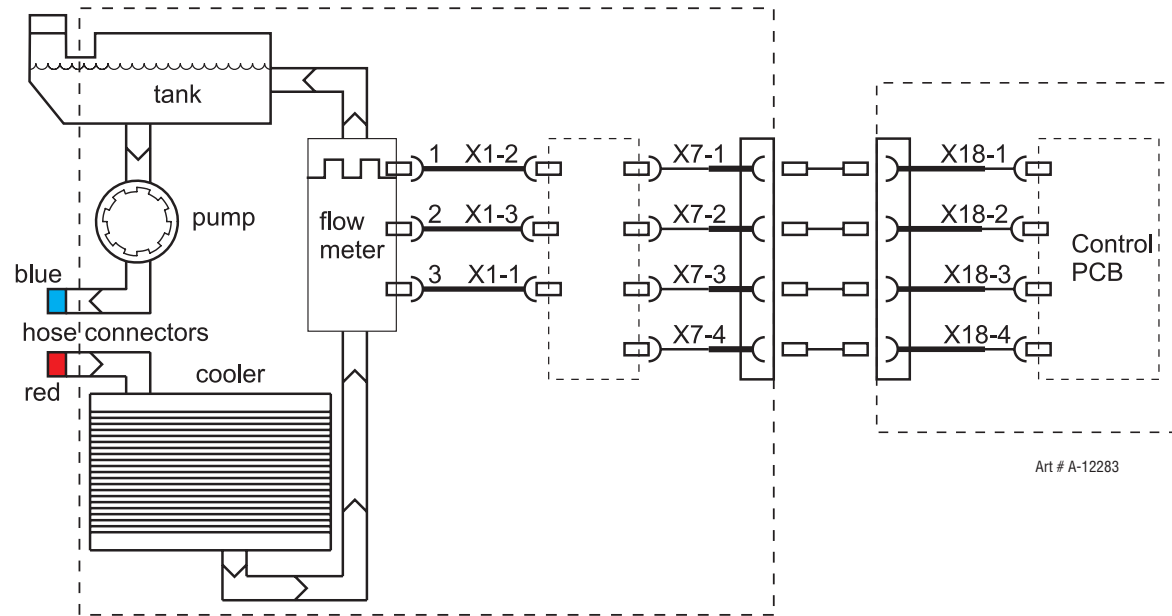 tank
pump
blue
hose connectors
red
cooler
flow
meter
1 X1-2
2 X1-3
3 X1-1
X7-1
X7-2
X7-3
X7-4
X18-1
X18-2
X18-3
X18-4
Control
PCB
Art # A-12283